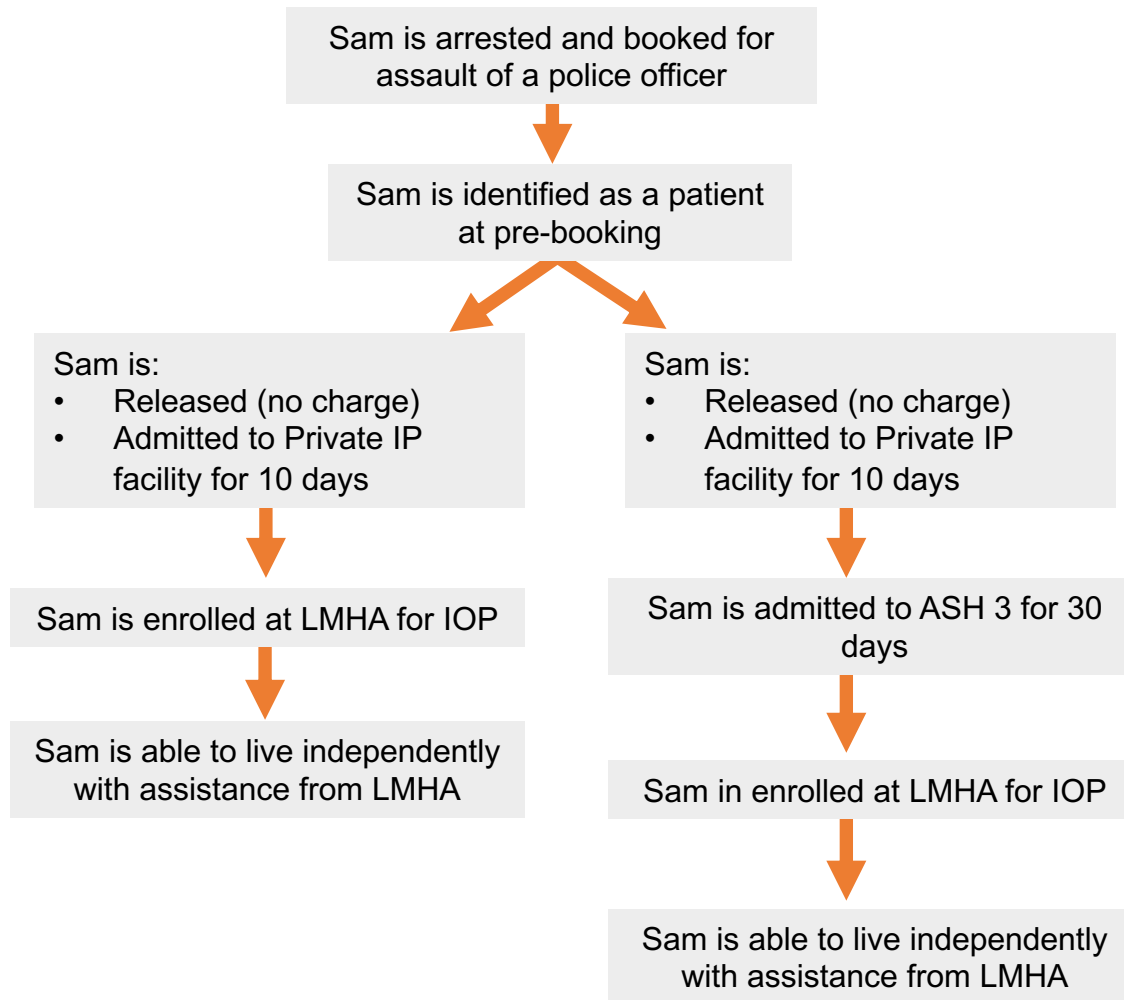 Sam is arrested and booked for
assault of a police officer
Sam is identified as a patient
at pre-booking
Sam is:
• Released (no charge)
• Admitted to Private IP
facility for 10 days
Sam is enrolled at LMHA for IOP
Sam is able to live independently
with assistance from LMHA
Sam is:
• Released (no charge)
• Admitted to Private IP
facility for 10 days
Sam is admitted to ASH 3 for 30
days
Sam in enrolled at LMHA for IOP
Sam is able to live independently
with assistance from LMHA